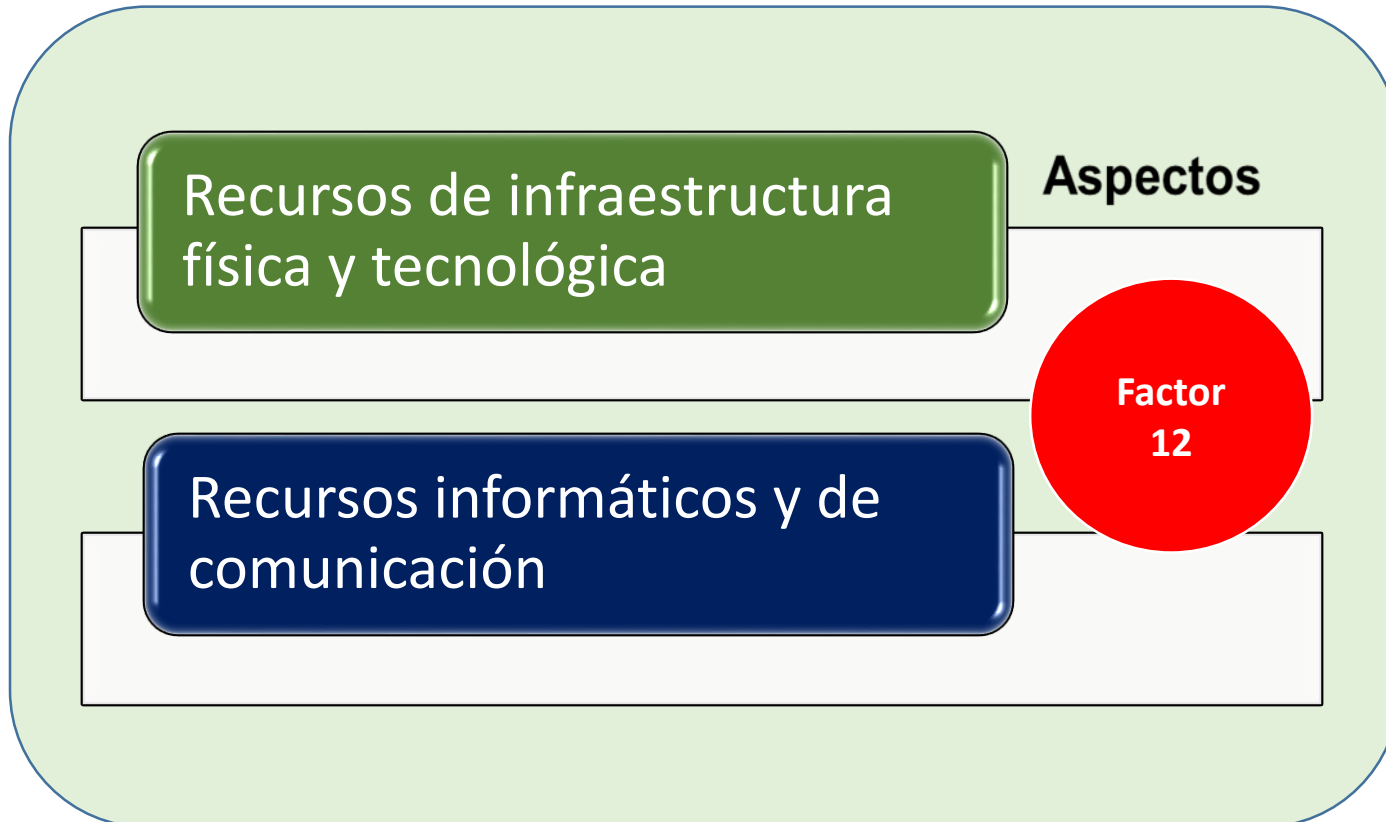 Recursos de infraestructura
física y tecnológica
Aspectos
Factor
12
Recursos informáticos y de
comunicación